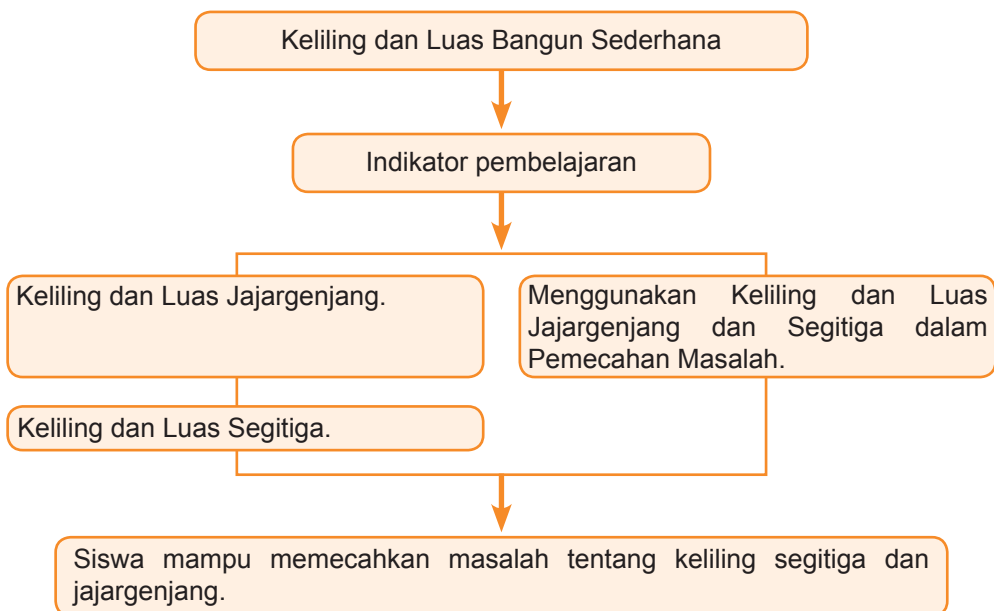 Keliling dan Luas Bangun Sederhana
Indikator pembelajaran
Keliling dan Luas Jajargenjang.
Menggunakan Keliling dan Luas
Jajargenjang dan Segitiga dalam
Pemecahan Masalah.
Keliling dan Luas Segitiga.
Siswa mampu memecahkan masalah tentang keliling segitiga dan
jajargenjang.